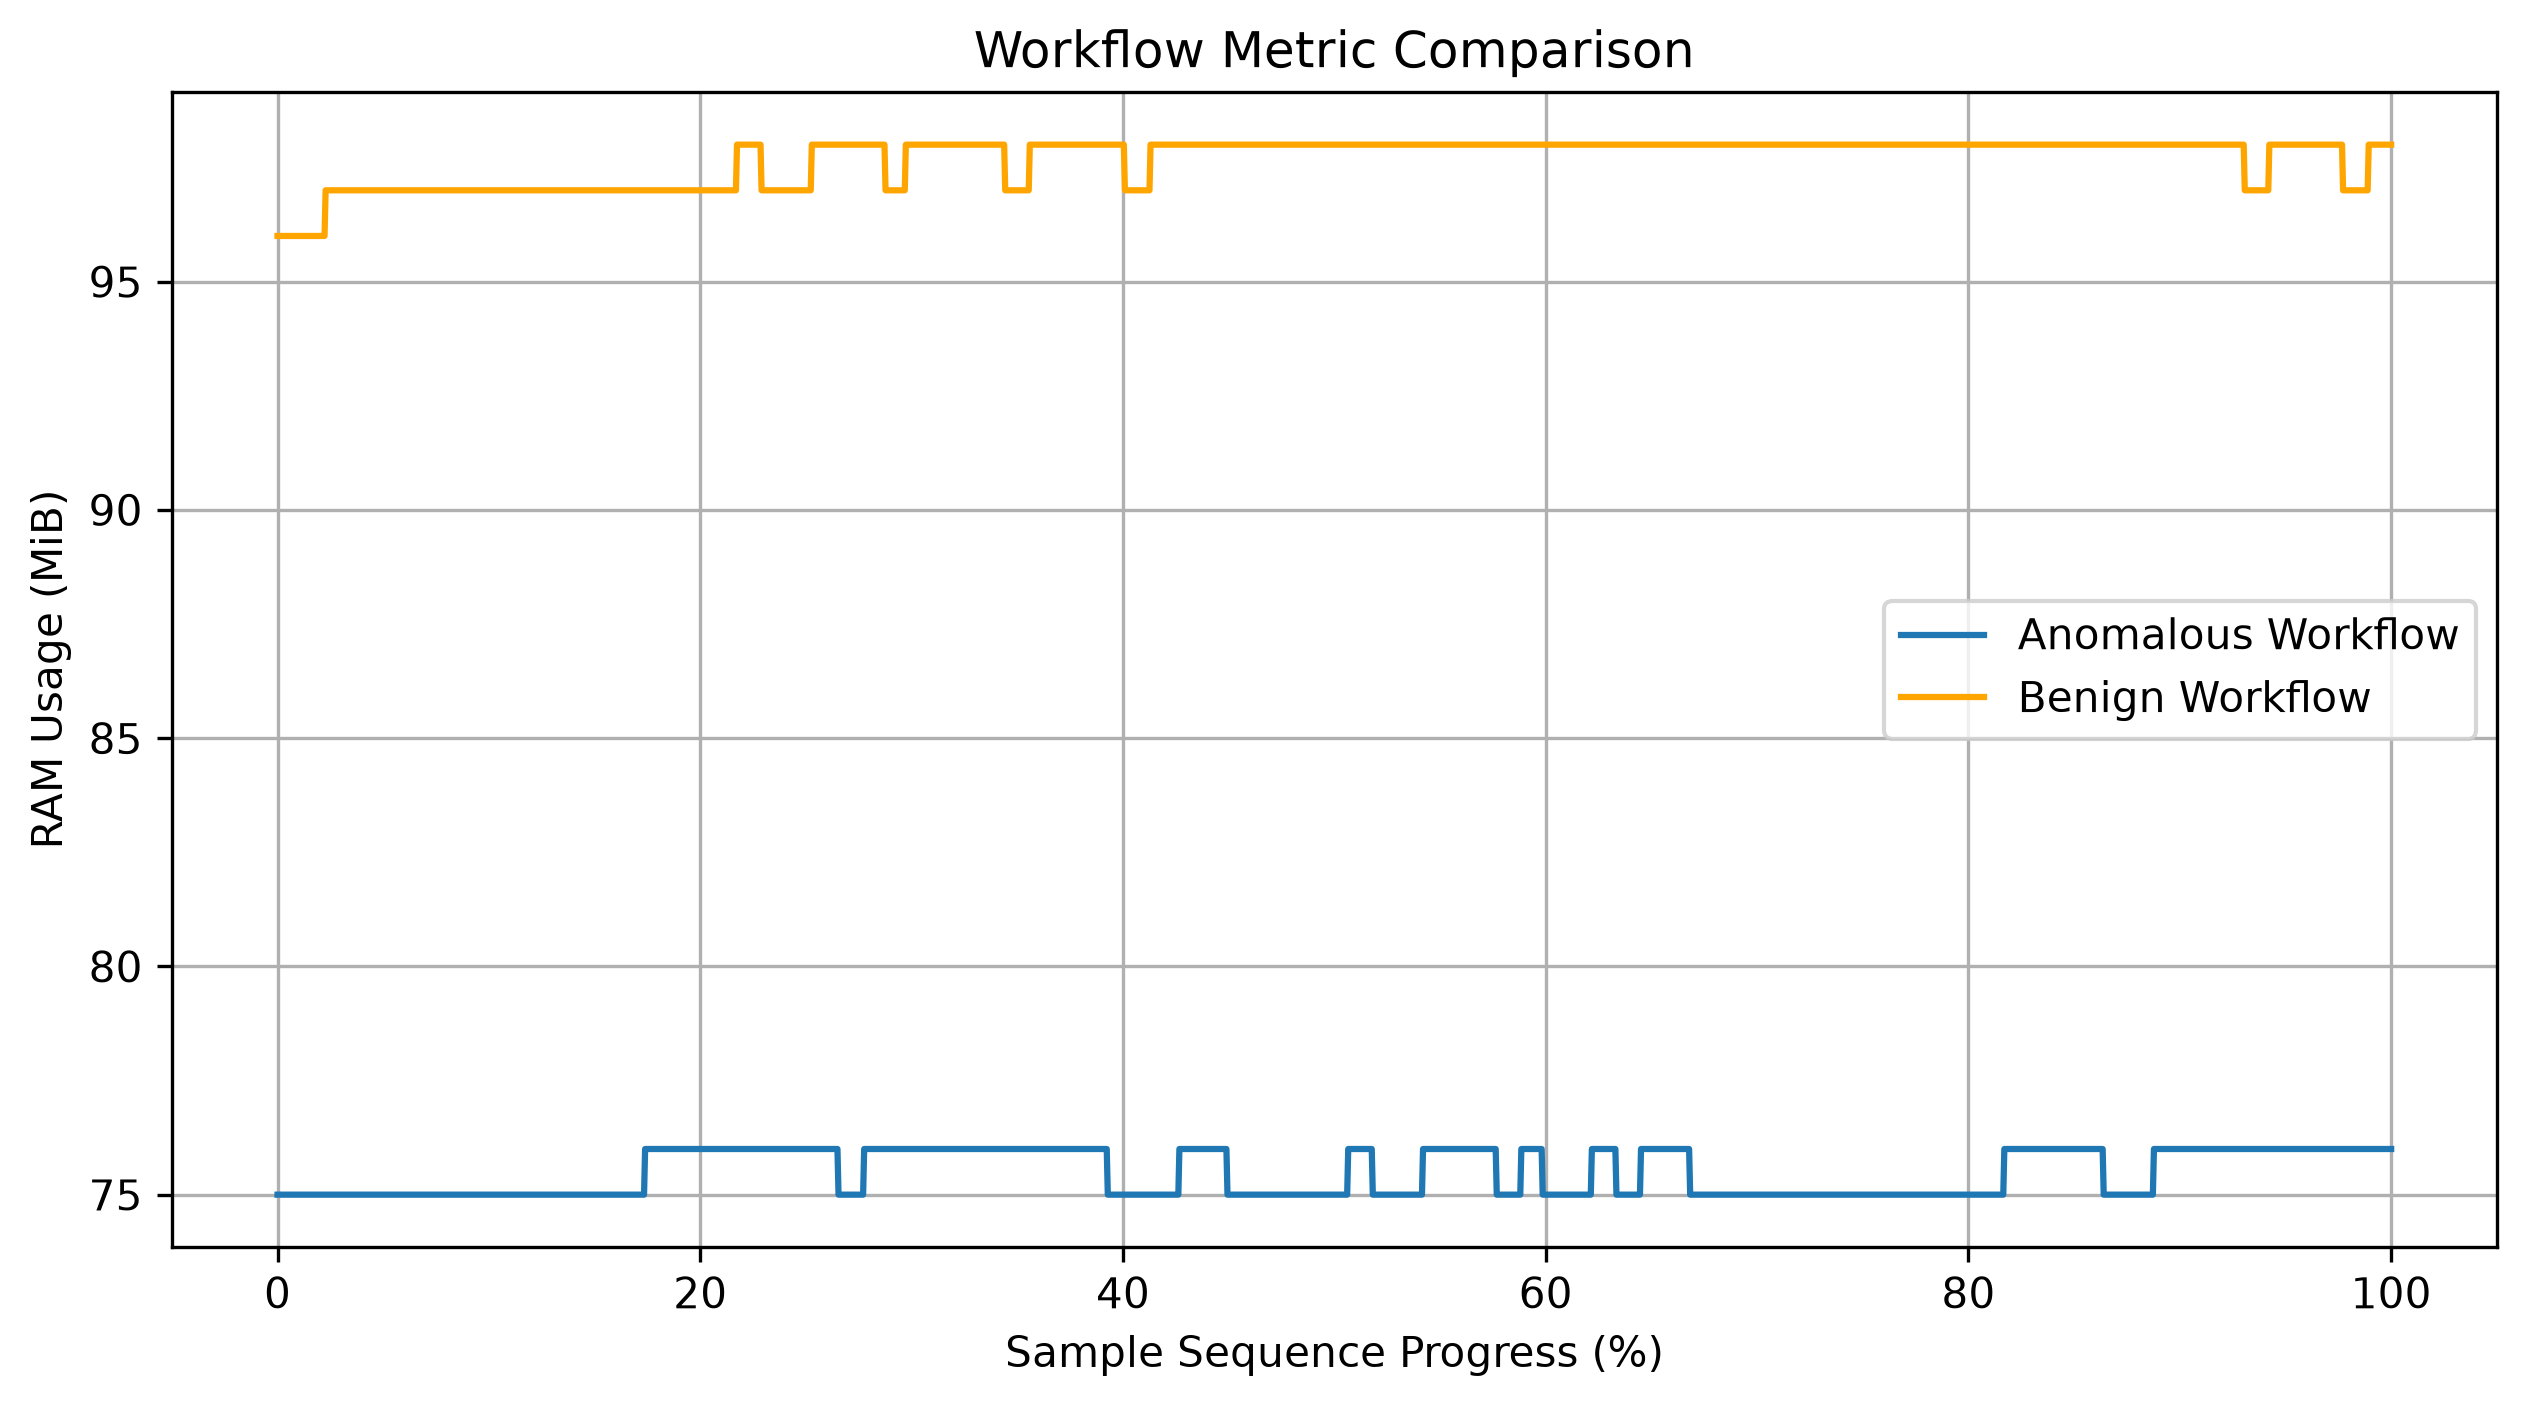 Workflow Metric Comparison
RAM Usage (MiB)
95
90
85
80
75
Anomalous Workflow
Benign Workflow
0 20 40 60 80 100
Sample Sequence Progress (%)